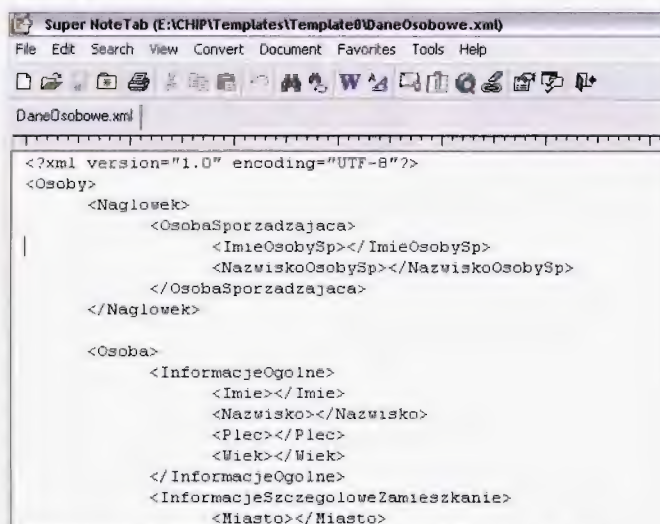 Super NoteTab (E:\CHIP\Templates\Template8\DaneOsobowe.xml)
File Edit Search View Convert Document Favorites Tools Help
DaneOsobowe.xml
<?xml version="1.0" encoding="UTF-8"?>
<Osoby>
<Naglowek>
<OsobaSporzadzajaca>
<ImieOsobySp></ImieOsobySp>
<NazwiskoOsobySp></NazwiskoOsobySp>
</OsobaSporzadzajaca>
</Naglowek>
<Osoba>
<InformacjeOgolne>
<Imie></Imie>
<Nazwisko></Nazwisko>
<Plec></Plec>
<Wiek></Wiek>
</InformacjeOgolne>
<InformacjeSzczegoloweZamieszkanie>
<Miasto></Miasto>